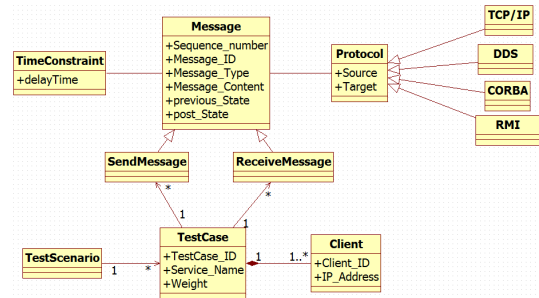 Message
+Sequence_number
+Message_ID
+Message_Type
+Message_Content
+previous_State
+post_State
TimeConstraint
+delayTime
Protocol
+Source
+Target
TCP/IP
DDS
CORBA
RMI
SendMessage
ReceiveMessage
*
*
1
1
TestScenario
1
*
TestCase
+TestCase_ID
+Service_Name
+Weight
1
1..*
Client
+Client_ID
+IP_Address